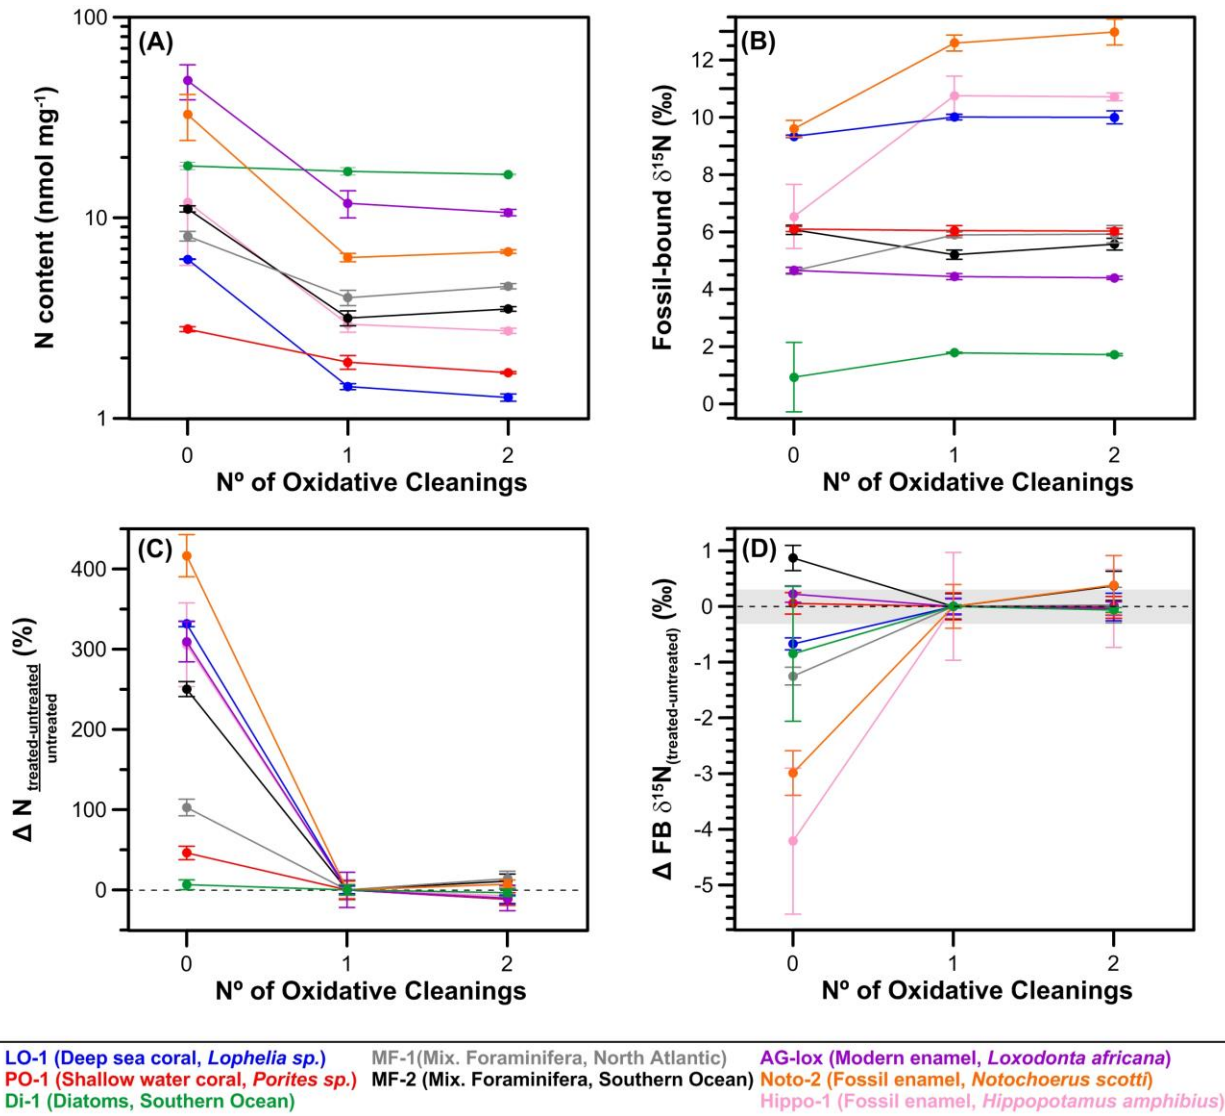 (A)
100
10
1
N content (nmol mg⁻¹)
0 1 2
Nº of Oxidative Cleanings
(B)
12
10
8
6
4
2
0
Fossil-bound δ¹⁵N (‰)
0 1 2
Nº of Oxidative Cleanings
(C)
400
300
200
100
0
Δ N treated-untreated / untreated (%)
0 1 2
Nº of Oxidative Cleanings
(D)
1
0
-1
-2
-3
-4
-5
Δ FB δ¹⁵N(treated-untreated) (‰)
0 1 2
Nº of Oxidative Cleanings
LO-1 (Deep sea coral, Lophelia sp.) MF-1(Mix. Foraminifera, North Atlantic) AG-lox (Modern enamel, Loxodonta africana)
PO-1 (Shallow water coral, Porites sp.) MF-2 (Mix. Foraminifera, Southern Ocean) Noto-2 (Fossil enamel, Notochoerus scotti)
Di-1 (Diatoms, Southern Ocean) Hippo-1 (Fossil enamel, Hippopotamus amphibius)